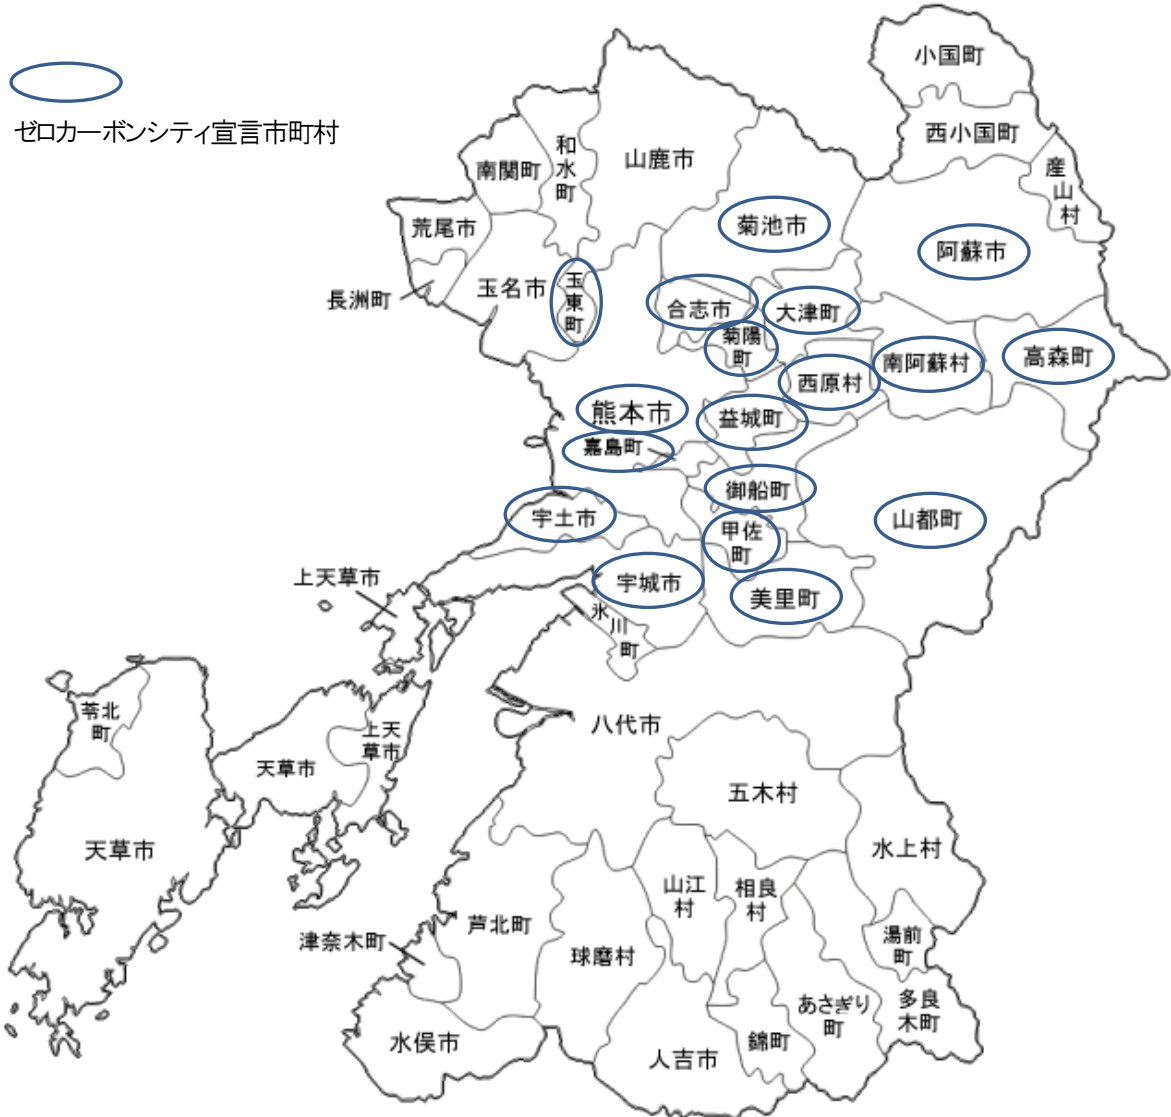 ゼロカーボンシティ宣言市町村
小国町
西小国町
産
山
村
和
水
町
山鹿市
南関町
荒尾市
長洲町
玉名市
玉
東
町
菊池市
阿蘇市
合志市
大津町
菊陽
町
西原村
南阿蘇村
高森町
熊本市
益城町
嘉島町
御船町
宇土市
甲佐
町
山都町
上天草市
宇城市
美里町
氷
川
町
苓北
町
上天
草市
天草市
八代市
五木村
天草市
水上村
山江
村
相良
村
芦北町
津奈木町
球磨村
湯前
町
あさぎり
町
多良
木町
水俣市
人吉市
錦町